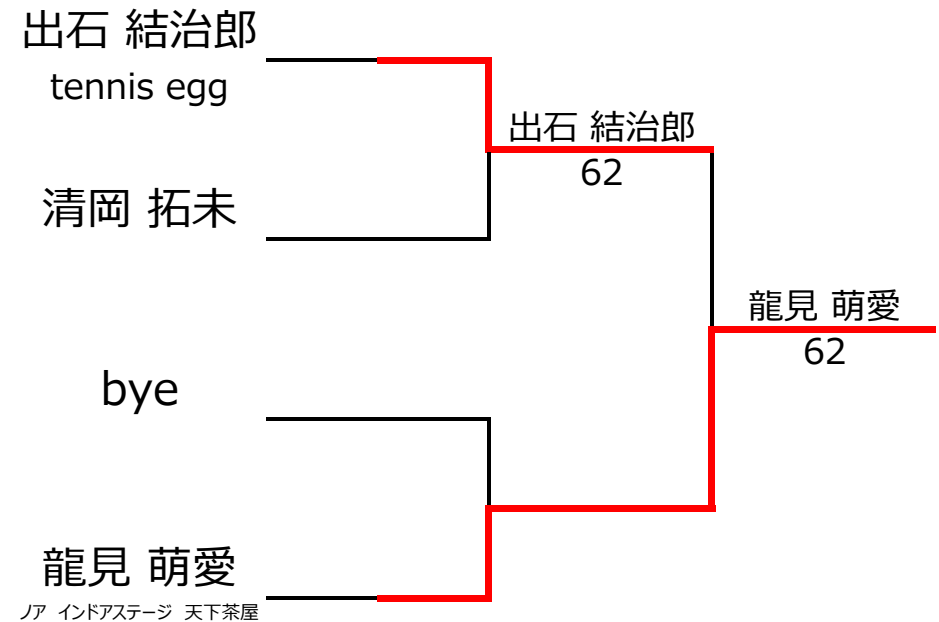 出石 結治郎
tennis egg
出石 結治郎
62
清岡 拓未
龍見 萌愛
62
bye
龍見 萌愛
ノア インドアステージ 天下茶屋